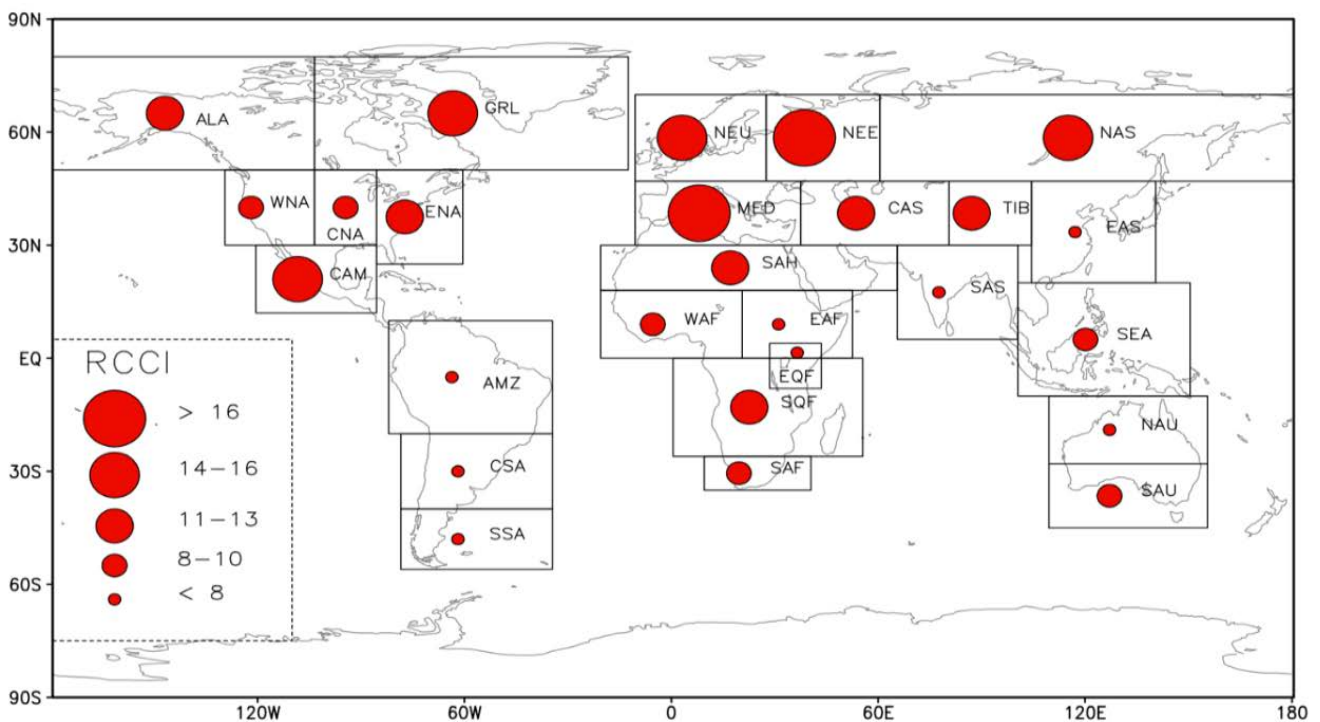 90N
ALA
GRL
NEU
NEE
NAS
60N
WNA
CNA
ENA
MED
CAS
TIB
EAS
30N
CAM
SAH
SAS
WAF
EAF
SEA
EQ
RCCI
AMZ
EQF
SQF
> 16
NAU
14-16
CSA
SAF
30S
SAU
11-13
SSA
8-10
< 8
60S
90S
120W
60W
0
60E
120E
180